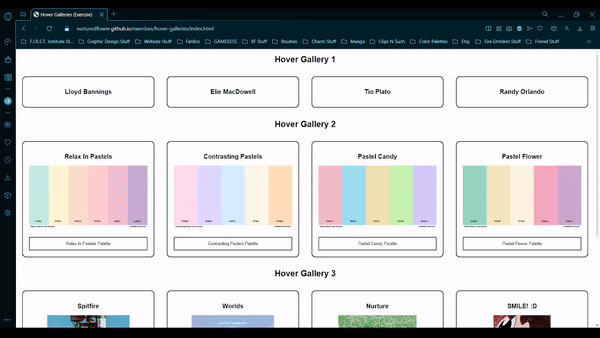 Hover Galleries (Exercise)
nurturedflower.github.io/exercises/hover-galleries/index.html
F.I.R.S.T. Institute St... Graphic Design Stuff Website Stuff Fanfics GAMESSSS BF Stuff Brushes Charm Stuff Manga Clips N Such Color Palettes Etsy Fire Emblem Stuff Friend Stuff
Hover Gallery 1
Lloyd Bannings Elie MacDowell Tio Plato Randy Orlando
Hover Gallery 2
Relax In Pastels Contrasting Pastels Pastel Candy Pastel Flower
Relax In Pastels Palette Contrasting Pastels Palette Pastel Candy Palette Pastel Flower Palette
Hover Gallery 3
Spitfire Worlds Nurture SMILE! :D